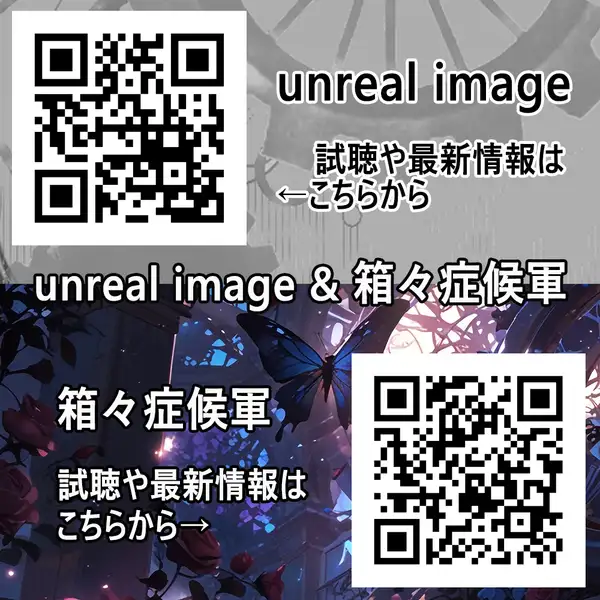 unreal image
試聴や最新情報は
←こちらから
unreal image & 箱々症候軍
箱々症候軍
試聴や最新情報は
こちらから→